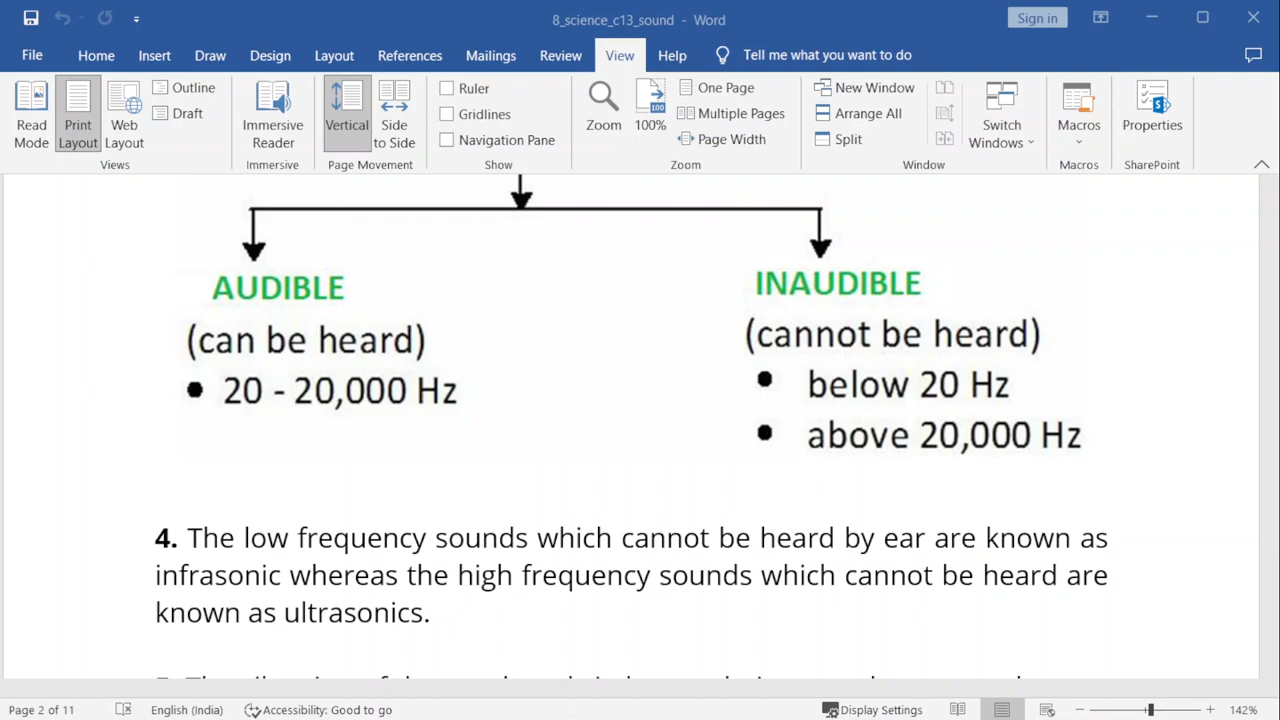 8_science_c13_sound - Word
Sign in
File Home Insert Draw Design Layout References Mailings Review View Help Tell me what you want to do
Read Mode
Print Layout
Web Layout
Outline
Draft
Views
Immersive Reader
Immersive
Vertical
Side to Side
Page Movement
Ruler
Gridlines
Navigation Pane
Show
Zoom
100
100%
One Page
Multiple Pages
Page Width
Zoom
New Window
Arrange All
Split
Switch Windows
Window
Macros
Macros
Properties
SharePoint
AUDIBLE
(can be heard)
• 20 - 20,000 Hz
INAUDIBLE
(cannot be heard)
• below 20 Hz
• above 20,000 Hz
4. The low frequency sounds which cannot be heard by ear are known as
infrasonic whereas the high frequency sounds which cannot be heard are
known as ultrasonics.
Page 2 of 11 English (India) Accessibility: Good to go Display Settings 142%